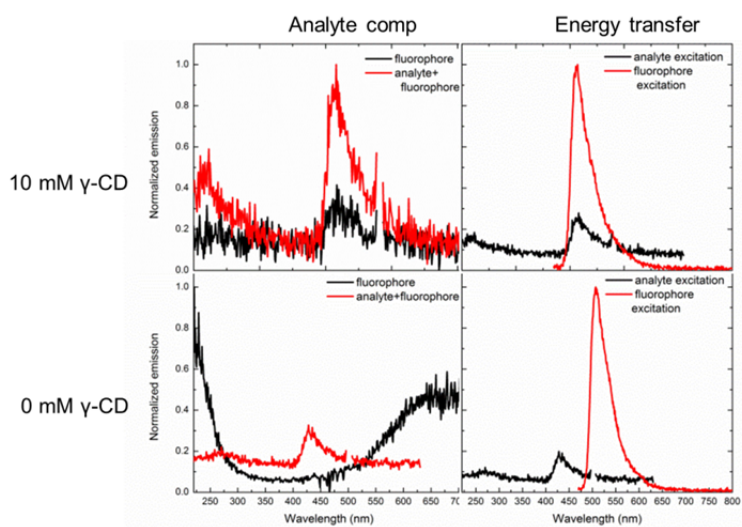 Analyte comp Energy transfer
10 mM γ-CD
0 mM γ-CD
Normalized emission
1.0
0.8
0.6
0.4
0.2
0.0
fluorophore
analyte+
fluorophore
analyte excitation
fluorophore
excitation
Normalized emission
1.0
0.8
0.6
0.4
0.2
0.0
fluorophore
analyte+fluorophore
analyte excitation
fluorophore
excitation
250 300 350 400 450 500 550 600 650
250 300 350 400 450 500 550 600 650 700 750 800
Wavelength (nm) Wavelength (nm)